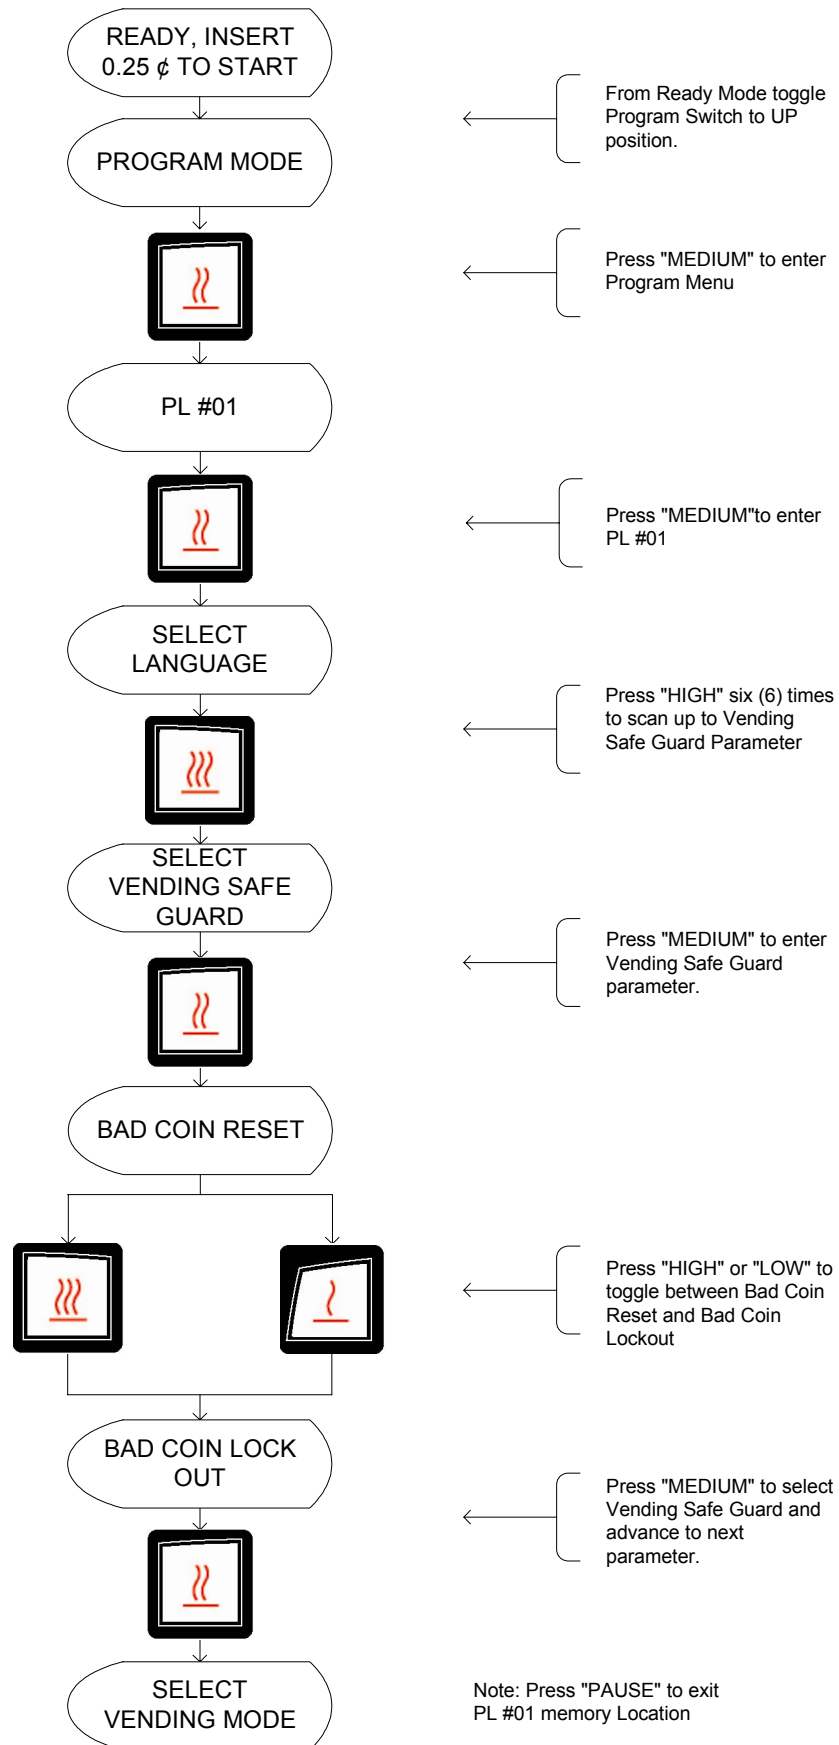 READY, INSERT
0.25 ¢ TO START
From Ready Mode toggle
Program Switch to UP
position.
PROGRAM MODE
Press "MEDIUM" to enter
Program Menu
PL #01
Press "MEDIUM"to enter
PL #01
SELECT
LANGUAGE
Press "HIGH" six (6) times
to scan up to Vending
Safe Guard Parameter
SELECT
VENDING SAFE
GUARD
Press "MEDIUM" to enter
Vending Safe Guard
parameter.
BAD COIN RESET
Press "HIGH" or "LOW" to
toggle between Bad Coin
Reset and Bad Coin
Lockout
BAD COIN LOCK
OUT
Press "MEDIUM" to select
Vending Safe Guard and
advance to next
parameter.
SELECT
VENDING MODE
Note: Press "PAUSE" to exit
PL #01 memory Location